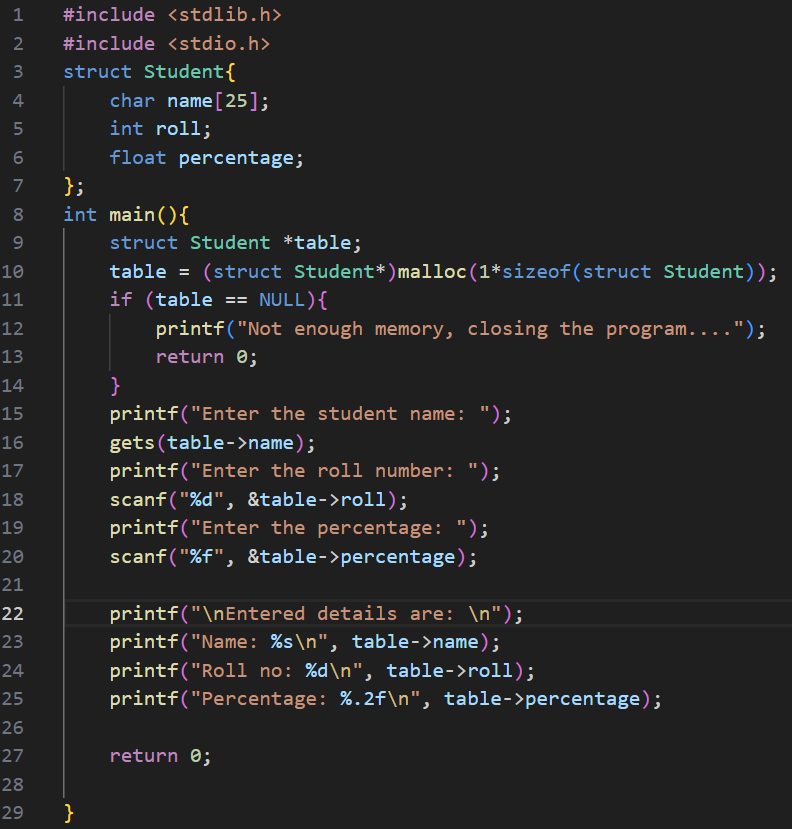 1 #include <stdlib.h>
2 #include <stdio.h>
3 struct Student{
4     char name[25];
5     int roll;
6     float percentage;
7 };
8 int main(){
9     struct Student *table;
10     table = (struct Student*)malloc(1*sizeof(struct Student));
11     if (table == NULL){
12         printf("Not enough memory, closing the program....");
13         return 0;
14     }
15     printf("Enter the student name: ");
16     gets(table->name);
17     printf("Enter the roll number: ");
18     scanf("%d", &table->roll);
19     printf("Enter the percentage: ");
20     scanf("%f", &table->percentage);
21
22     printf("\nEntered details are: \n");
23     printf("Name: %s\n", table->name);
24     printf("Roll no: %d\n", table->roll);
25     printf("Percentage: %.2f\n", table->percentage);
26
27     return 0;
28
29 }